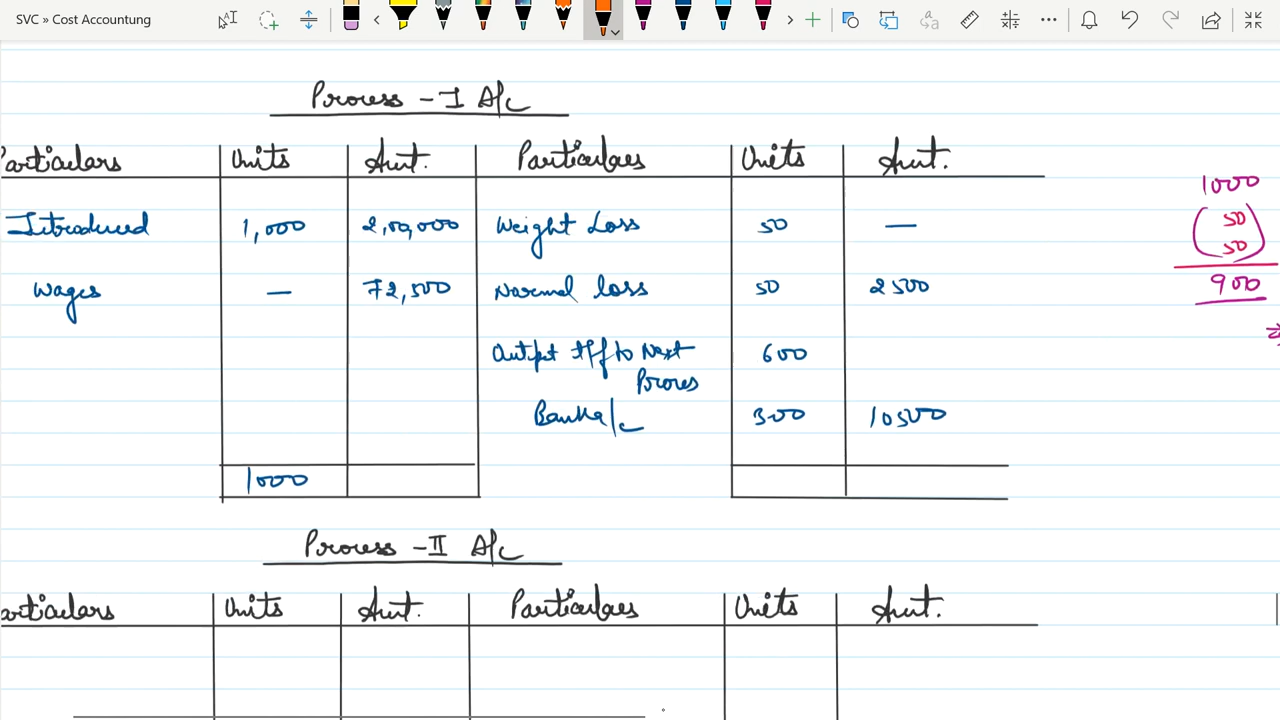 SVC » Cost Accountung
Process - I A/c
Particulars Units Amt. Particulars Units Amt.
Introduced 1,000 2,00,000 Weight Loss 50 —
Wages — 72,500 Normal loss 50 2500
Output tff to Next 600
Process
Bank a/c 300 10500
1000
1000
50
50
900
Process - II A/c
Particulars Units Amt. Particulars Units Amt.